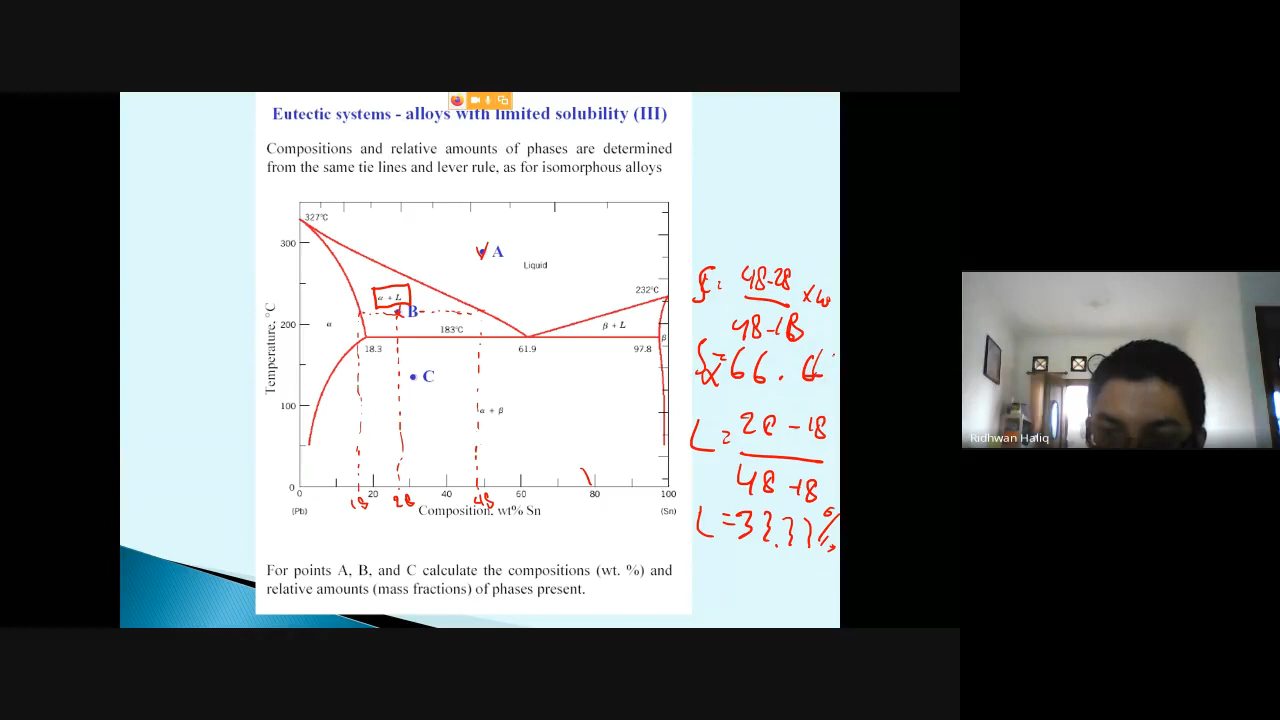 Eutectic systems - alloys with limited solubility (III)
Compositions and relative amounts of phases are determined
from the same tie lines and lever rule, as for isomorphous alloys
327°C
300
A
Liquid
232°C
α + L
B
200
α
183°C
β + L
β
18.3
61.9
97.8
C
100
α + β
0
0
20
40
60
80
100
18
28
48
Temperature, °C
Composition, wt% Sn
(Pb)
(Sn)
For points A, B, and C calculate the compositions (wt. %) and
relative amounts (mass fractions) of phases present.
48-28
48-18
66.6
L = 28 - 18
48 - 18
L = 33.33%
Ridhwan Haliq